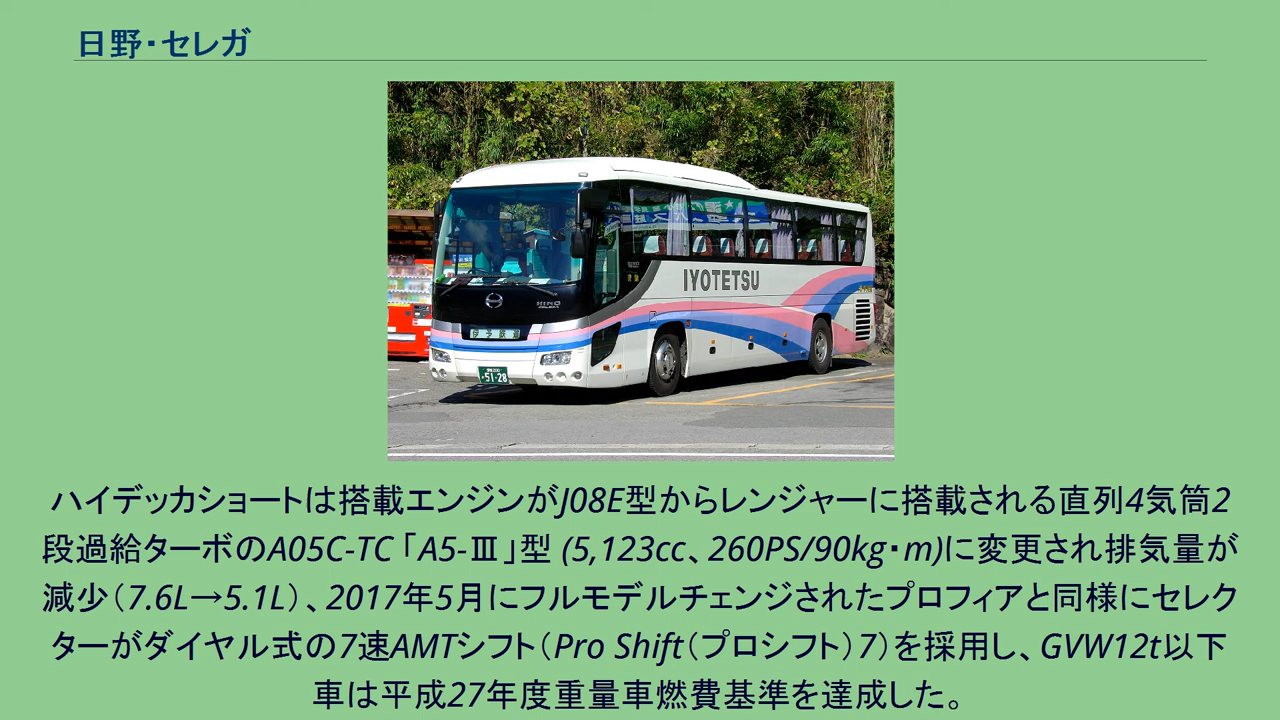 日野・セレガ
IYOTETSU
HINO
伊予鉄道
51-28
ハイデッカショートは搭載エンジンがJ08E型からレンジャーに搭載される直列4気筒2
段過給ターボのA05C-TC「A5-Ⅲ」型 (5,123cc、260PS/90kg・m)に変更され排気量が
減少（7.6L→5.1L）、2017年5月にフルモデルチェンジされたプロフィアと同様にセレク
ターがダイヤル式の7速AMTシフト（Pro Shift（プロシフト）7）を採用し、GVW12t以下
車は平成27年度重量車燃費基準を達成した。